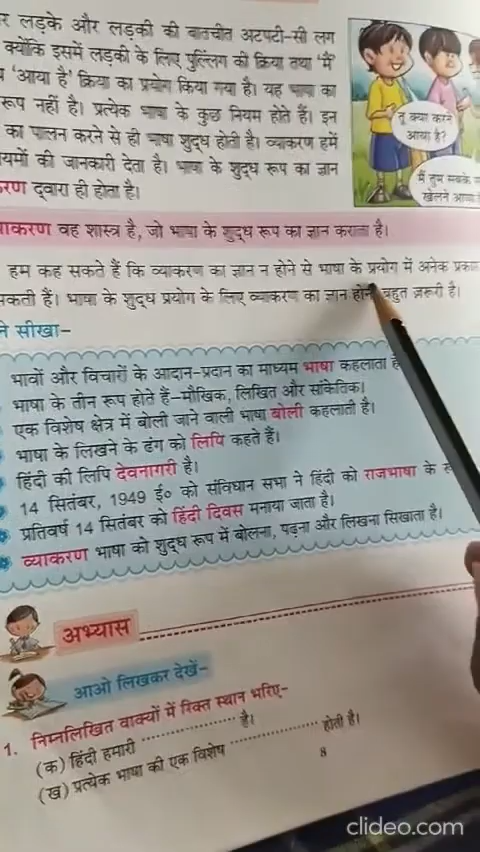 लड़के और लड़की की बातचीत अटपटी-सी लग
क्योंकि इसमें लड़की के लिए पुल्लिंग की क्रिया तथा 'मैं'
'आया है' क्रिया का प्रयोग किया गया है। यह भाषा का
रूप नहीं है। प्रत्येक भाषा के कुछ नियम होते हैं। इन
का पालन करने से ही भाषा शुद्ध होती है। व्याकरण हमें
यमों की जानकारी देता है। भाषा के शुद्ध रूप का ज्ञान
करण द्वारा ही होता है।
तू क्या करने
आया है?
मैं तुम सबके
खेलने आया
याकरण वह शास्त्र है, जो भाषा के शुद्ध रूप का ज्ञान कराता है।
हम कह सकते हैं कि व्याकरण का ज्ञान न होने से भाषा के प्रयोग में अनेक प्रकार
सकती हैं। भाषा के शुद्ध प्रयोग के लिए व्याकरण का ज्ञान होना बहुत ज़रूरी है।
ने सीखा-
भावों और विचारों के आदान-प्रदान का माध्यम भाषा कहलाता है
भाषा के तीन रूप होते हैं-मौखिक, लिखित और सांकेतिक।
एक विशेष क्षेत्र में बोली जाने वाली भाषा बोली कहलाती है।
भाषा के लिखने के ढंग को लिपि कहते हैं।
हिंदी की लिपि देवनागरी है।
14 सितंबर, 1949 ई० को संविधान सभा ने हिंदी को राजभाषा के
प्रतिवर्ष 14 सितंबर को हिंदी दिवस मनाया जाता है।
व्याकरण भाषा को शुद्ध रूप में बोलना, पढ़ना और लिखना सिखाता है।
अभ्यास
आओ लिखकर देखें-
1. निम्नलिखित वाक्यों में रिक्त स्थान भरिए-
(क) हिंदी हमारी .................... है।
(ख) प्रत्येक भाषा की एक विशेष .................... होती है।
8
clideo.com